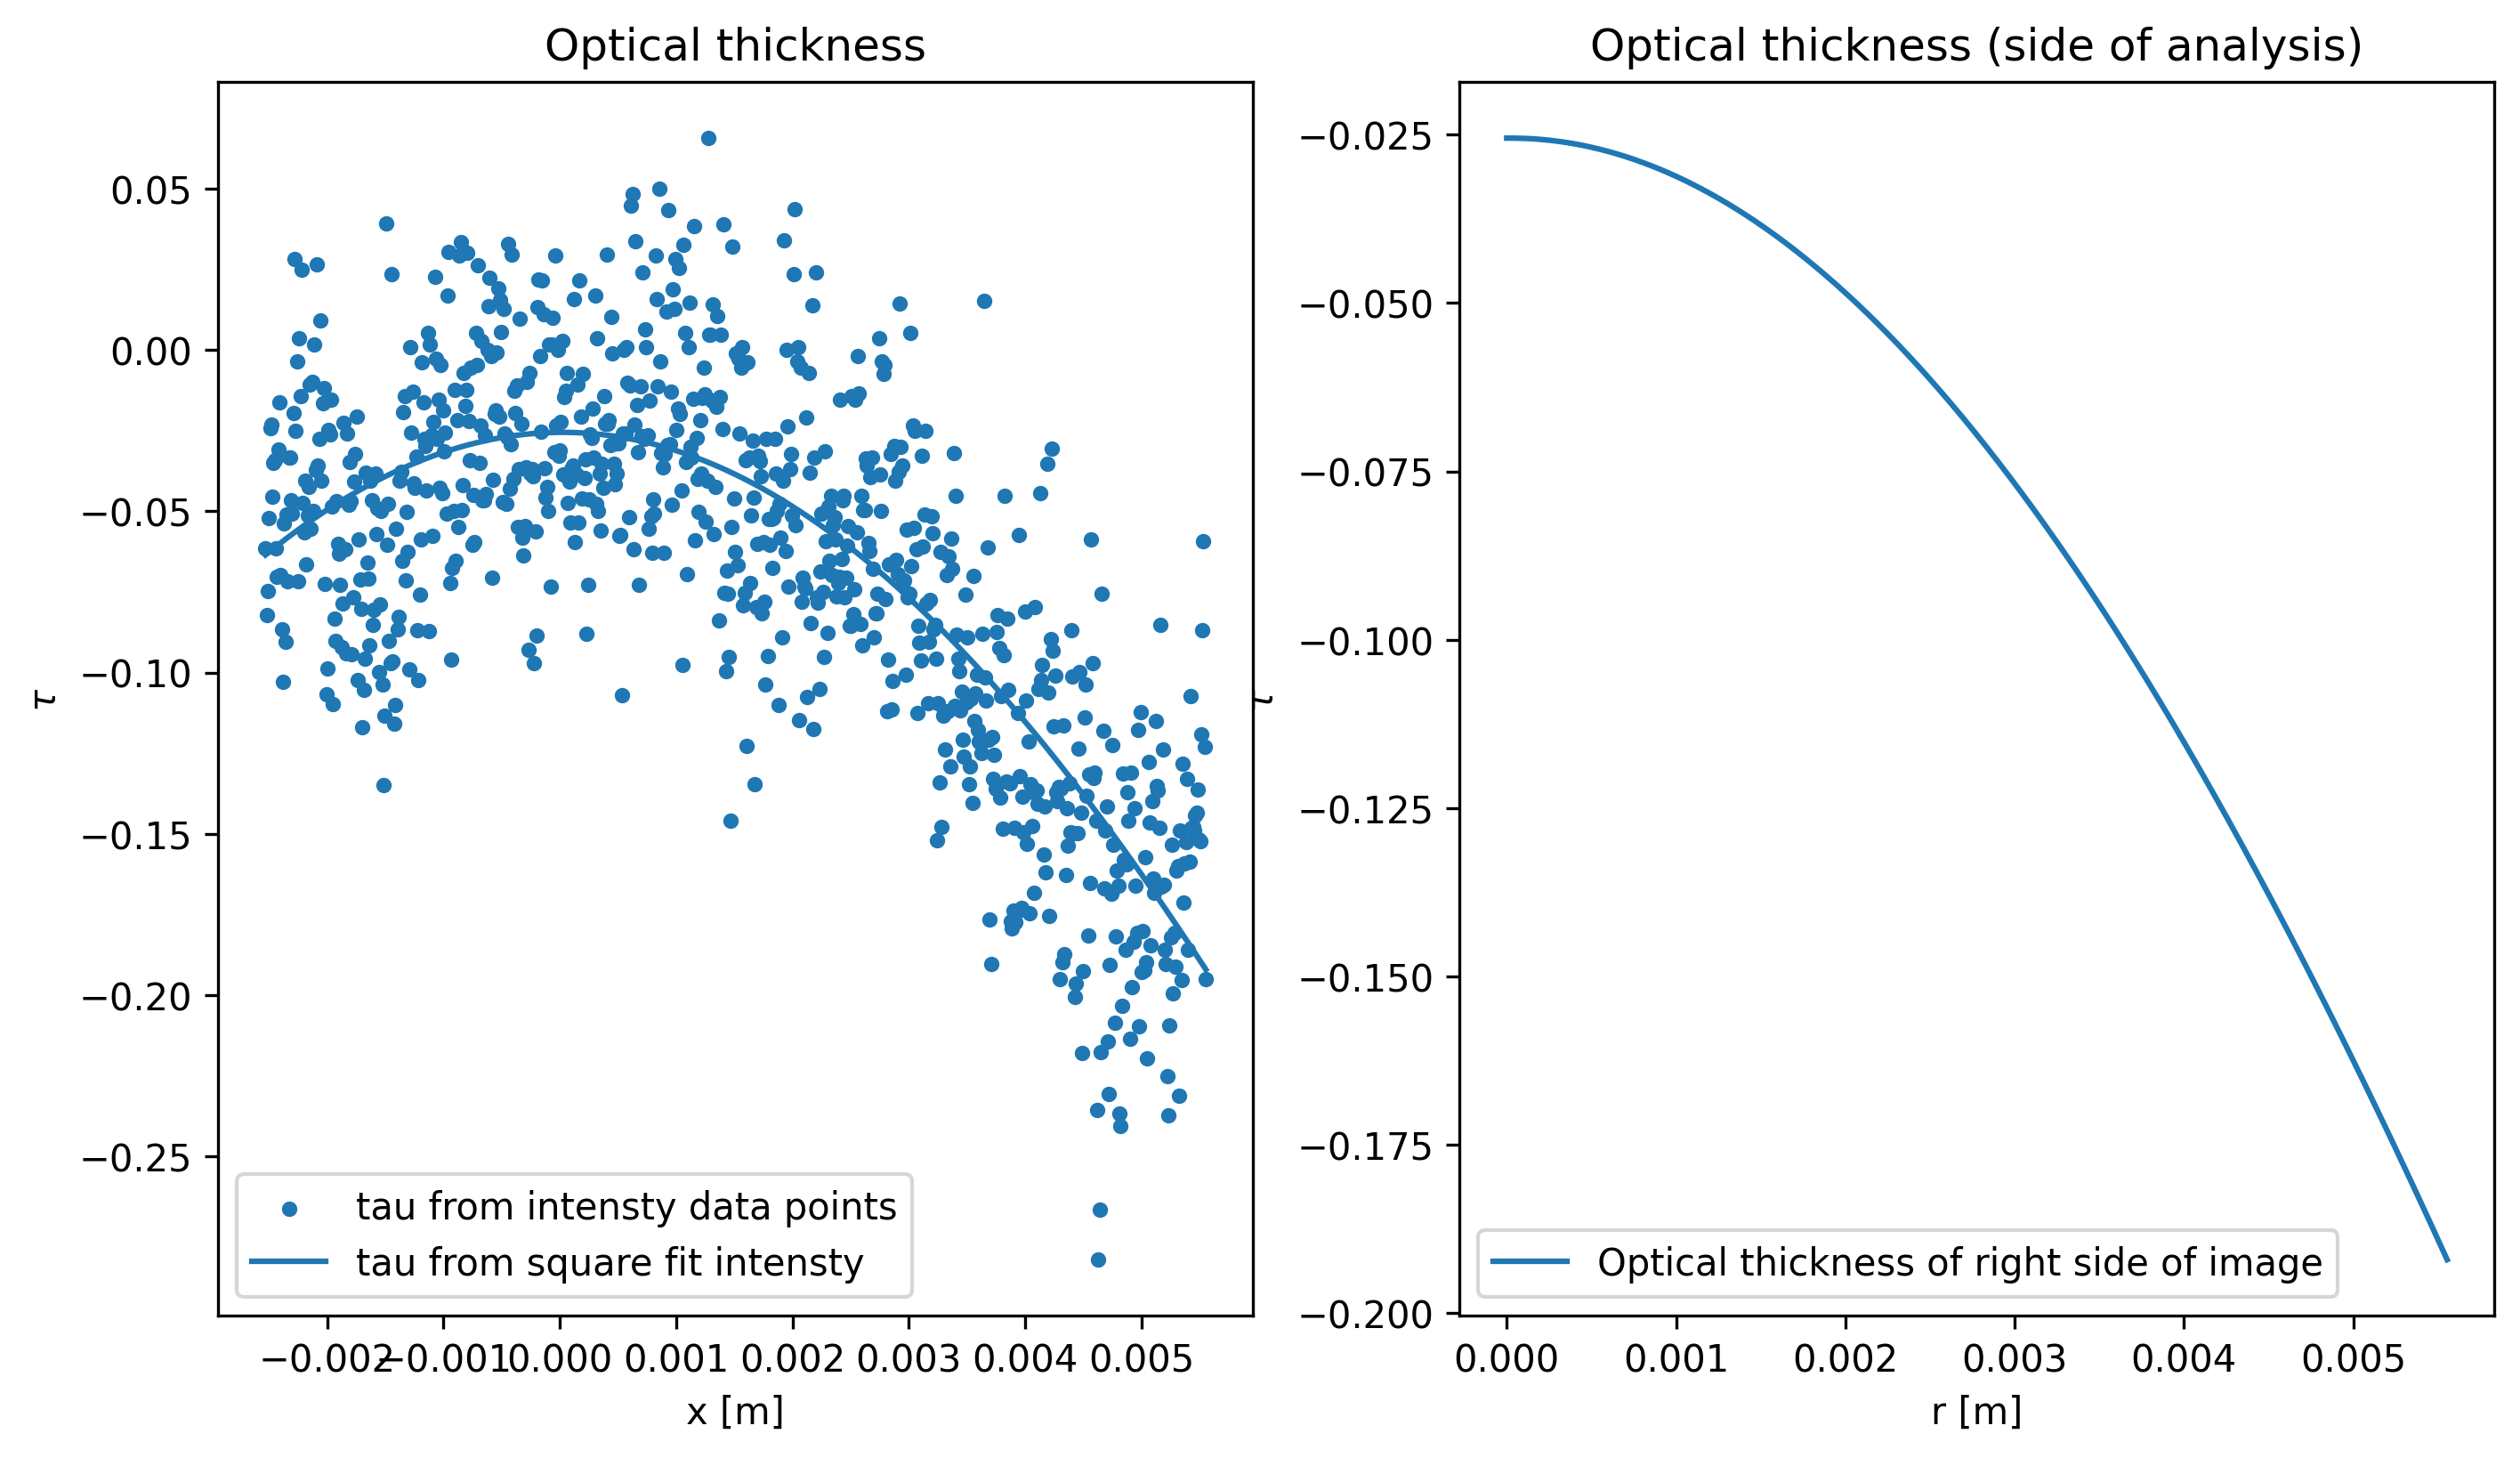 Optical thickness
0.05
0.00
−0.05
−0.10
−0.15
−0.20
−0.25
τ
tau from intensty data points
tau from square fit intensty
−0.002 −0.001 0.000 0.001 0.002 0.003 0.004 0.005
x [m]
Optical thickness (side of analysis)
−0.025
−0.050
−0.075
−0.100
−0.125
−0.150
−0.175
−0.200
τ
Optical thickness of right side of image
0.000 0.001 0.002 0.003 0.004 0.005
r [m]